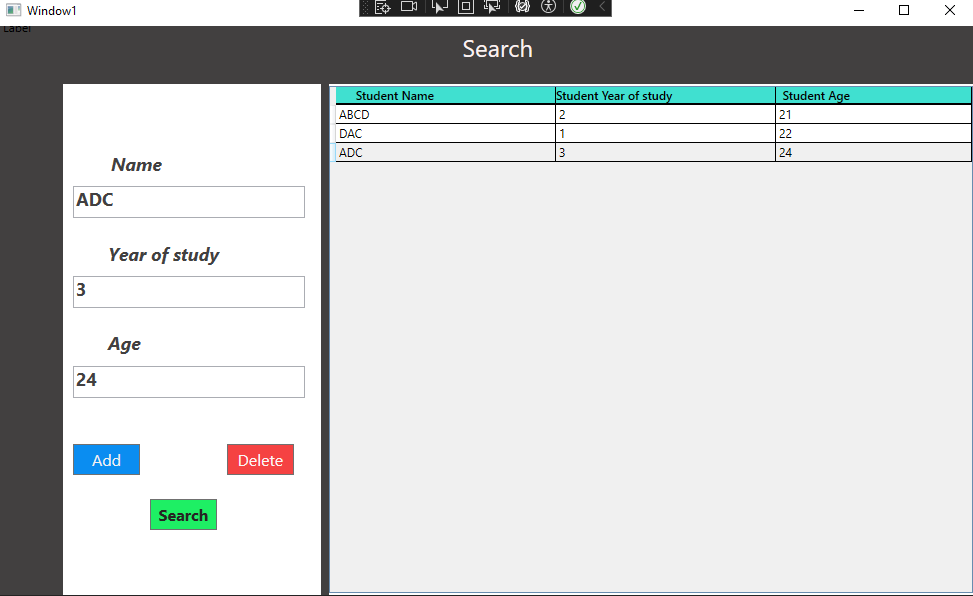 Window1
Label
Search
Student Name Student Year of study Student Age
ABCD 2 21
DAC 1 22
ADC 3 24
Name
ADC
Year of study
3
Age
24
Add Delete
Search